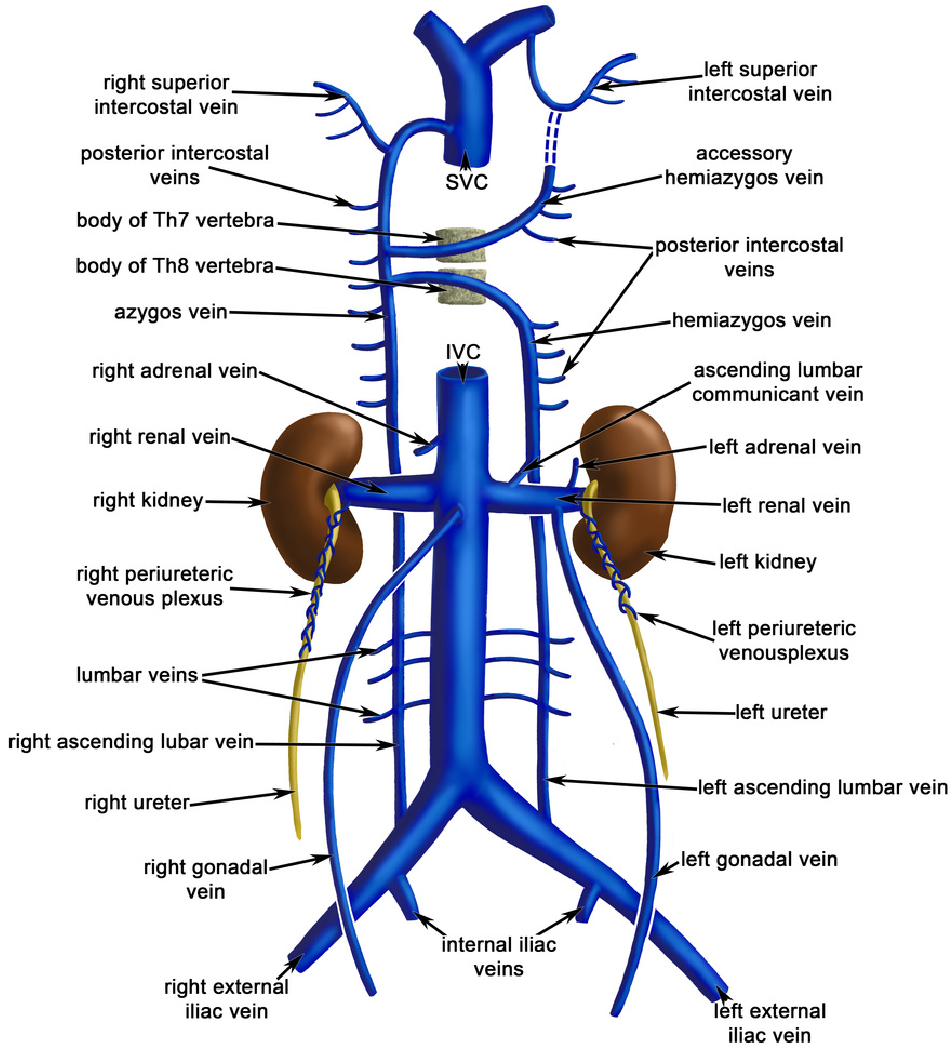 right superior
intercostal vein
left superior
intercostal vein
posterior intercostal
veins
accessory
hemiazygos vein
SVC
body of Th7 vertebra
posterior intercostal
veins
body of Th8 vertebra
azygos vein
hemiazygos vein
IVC
right adrenal vein
ascending lumbar
communicant vein
right renal vein
left adrenal vein
right kidney
left renal vein
left kidney
right periureteric
venous plexus
left periureteric
venousplexus
lumbar veins
left ureter
right ascending lubar vein
left ascending lumbar vein
right ureter
right gonadal
vein
left gonadal vein
internal iliac
veins
right external
iliac vein
left external
iliac vein